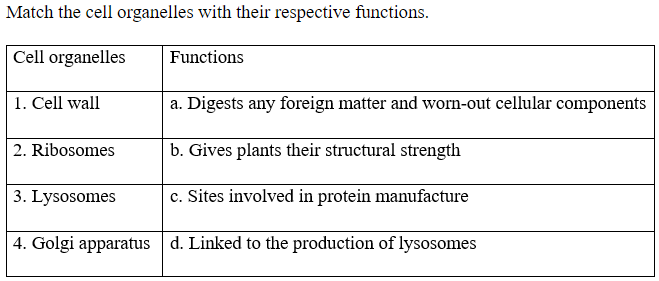 Match the cell organelles with their respective functions.
Cell organelles Functions
1. Cell wall a. Digests any foreign matter and worn-out cellular components
2. Ribosomes b. Gives plants their structural strength
3. Lysosomes c. Sites involved in protein manufacture
4. Golgi apparatus d. Linked to the production of lysosomes